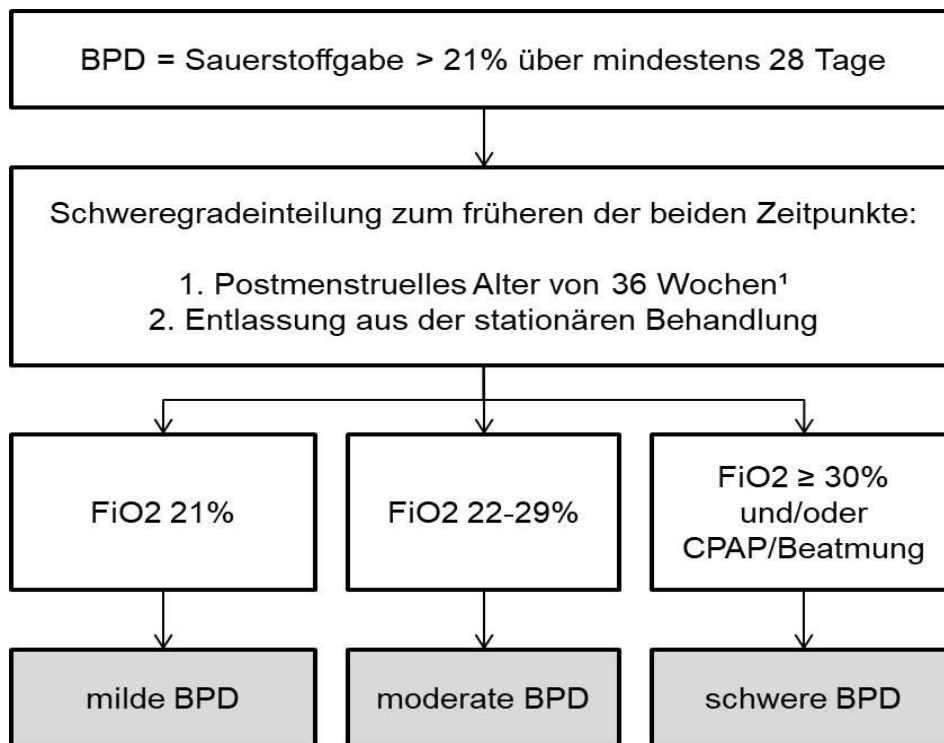 BPD = Sauerstoffgabe > 21% über mindestens 28 Tage
Schweregradeinteilung zum früheren der beiden Zeitpunkte:
1. Postmenstruelles Alter von 36 Wochen¹
2. Entlassung aus der stationären Behandlung
FiO2 21%
FiO2 22-29%
FiO2 ≥ 30%
und/oder
CPAP/Beatmung
milde BPD
moderate BPD
schwere BPD